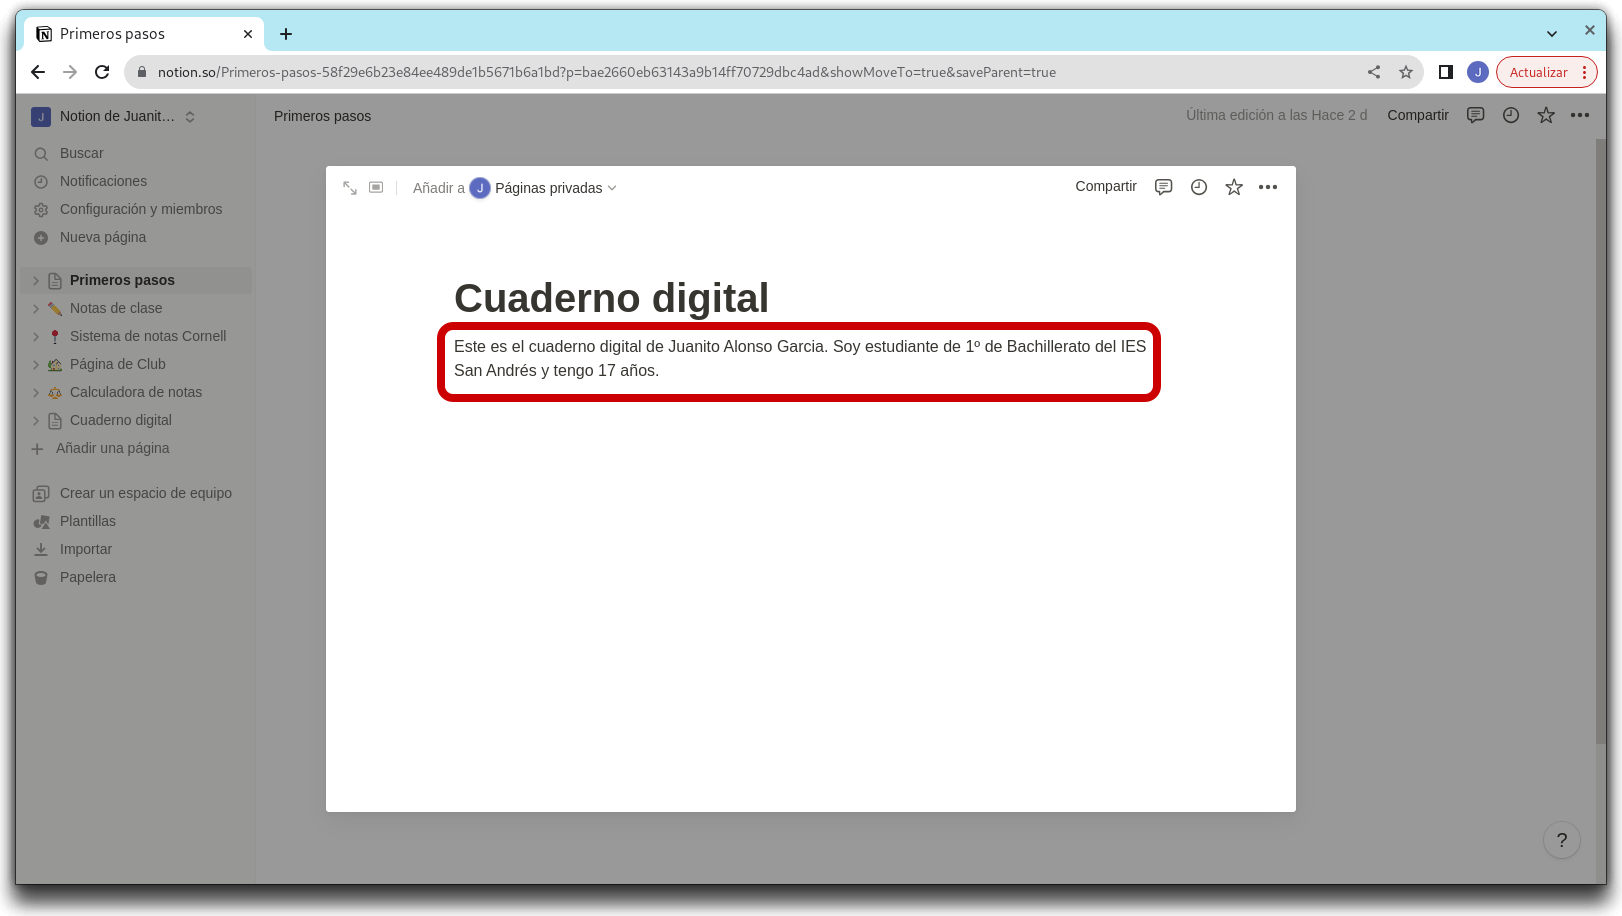 Primeros pasos
notion.so/Primeros-pasos-58f29e6b23e84ee489de1b5671b6a1bd?p=bae2660eb63143a9b14ff70729dbc4ad&showMoveTo=true&saveParent=true
J
Actualizar
J Notion de Juanit…
Primeros pasos
Última edición a las Hace 2 d
Compartir
Buscar
Notificaciones
Configuración y miembros
Nueva página
Primeros pasos
Notas de clase
Sistema de notas Cornell
Página de Club
Calculadora de notas
Cuaderno digital
Añadir una página
Crear un espacio de equipo
Plantillas
Importar
Papelera
Añadir a J Páginas privadas
Compartir
Cuaderno digital
Este es el cuaderno digital de Juanito Alonso Garcia. Soy estudiante de 1º de Bachillerato del IES
San Andrés y tengo 17 años.
?